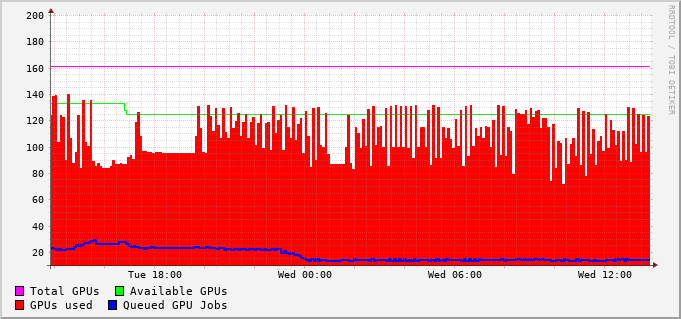 RRDTOOL / TOBI OETIKER
200
180
160
140
120
100
80
60
40
20
Tue 18:00 Wed 00:00 Wed 06:00 Wed 12:00
Total GPUs Available GPUs
GPUs used Queued GPU Jobs